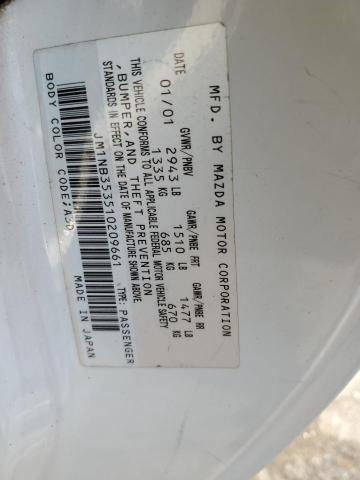 MFD. BY MAZDA MOTOR CORPORATION
DATE GVWR/PNBV GAWR/PNBE FRT GAWR/PNBE RR
01/01 2943 LB 1510 LB 1477 LB
1335 KG 685 KG 670 KG
THIS VEHICLE CONFORMS TO ALL APPLICABLE FEDERAL MOTOR VEHICLE SAFETY
,BUMPER,AND THEFT PREVENTION
STANDARDS IN EFFECT ON THE DATE OF MANUFACTURE SHOWN ABOVE.
JM1NB353510209661 TYPE: PASSENGER
BODY COLOR CODE:A3D MADE IN JAPAN